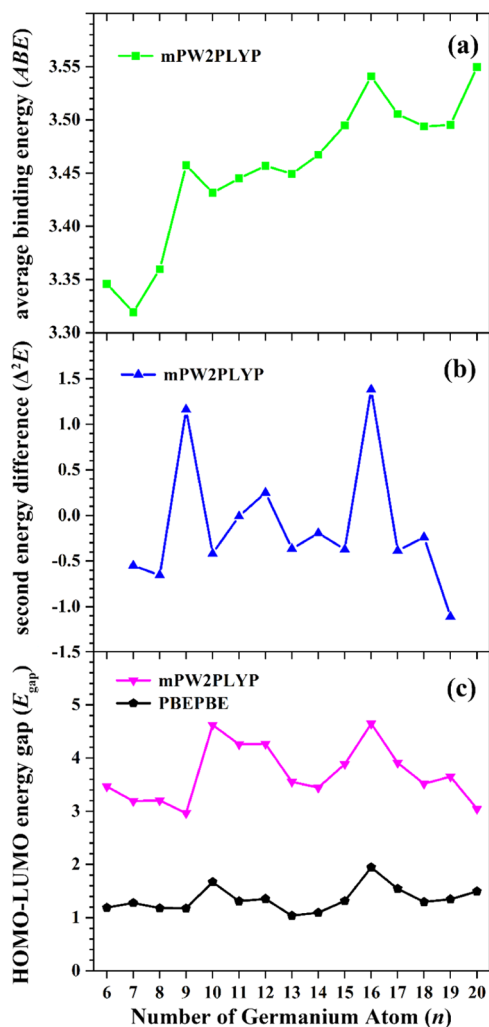 (a)
mPW2PLYP
average binding energy (ABE)
3.55
3.50
3.45
3.40
3.35
3.30
(b)
mPW2PLYP
second energy difference (Δ²E)
1.5
1.0
0.5
0.0
-0.5
-1.0
-1.5
(c)
mPW2PLYP
PBEPBE
HOMO-LUMO energy gap (E_gap)
5
4
3
2
1
0
6 7 8 9 10 11 12 13 14 15 16 17 18 19 20
Number of Germanium Atom (n)